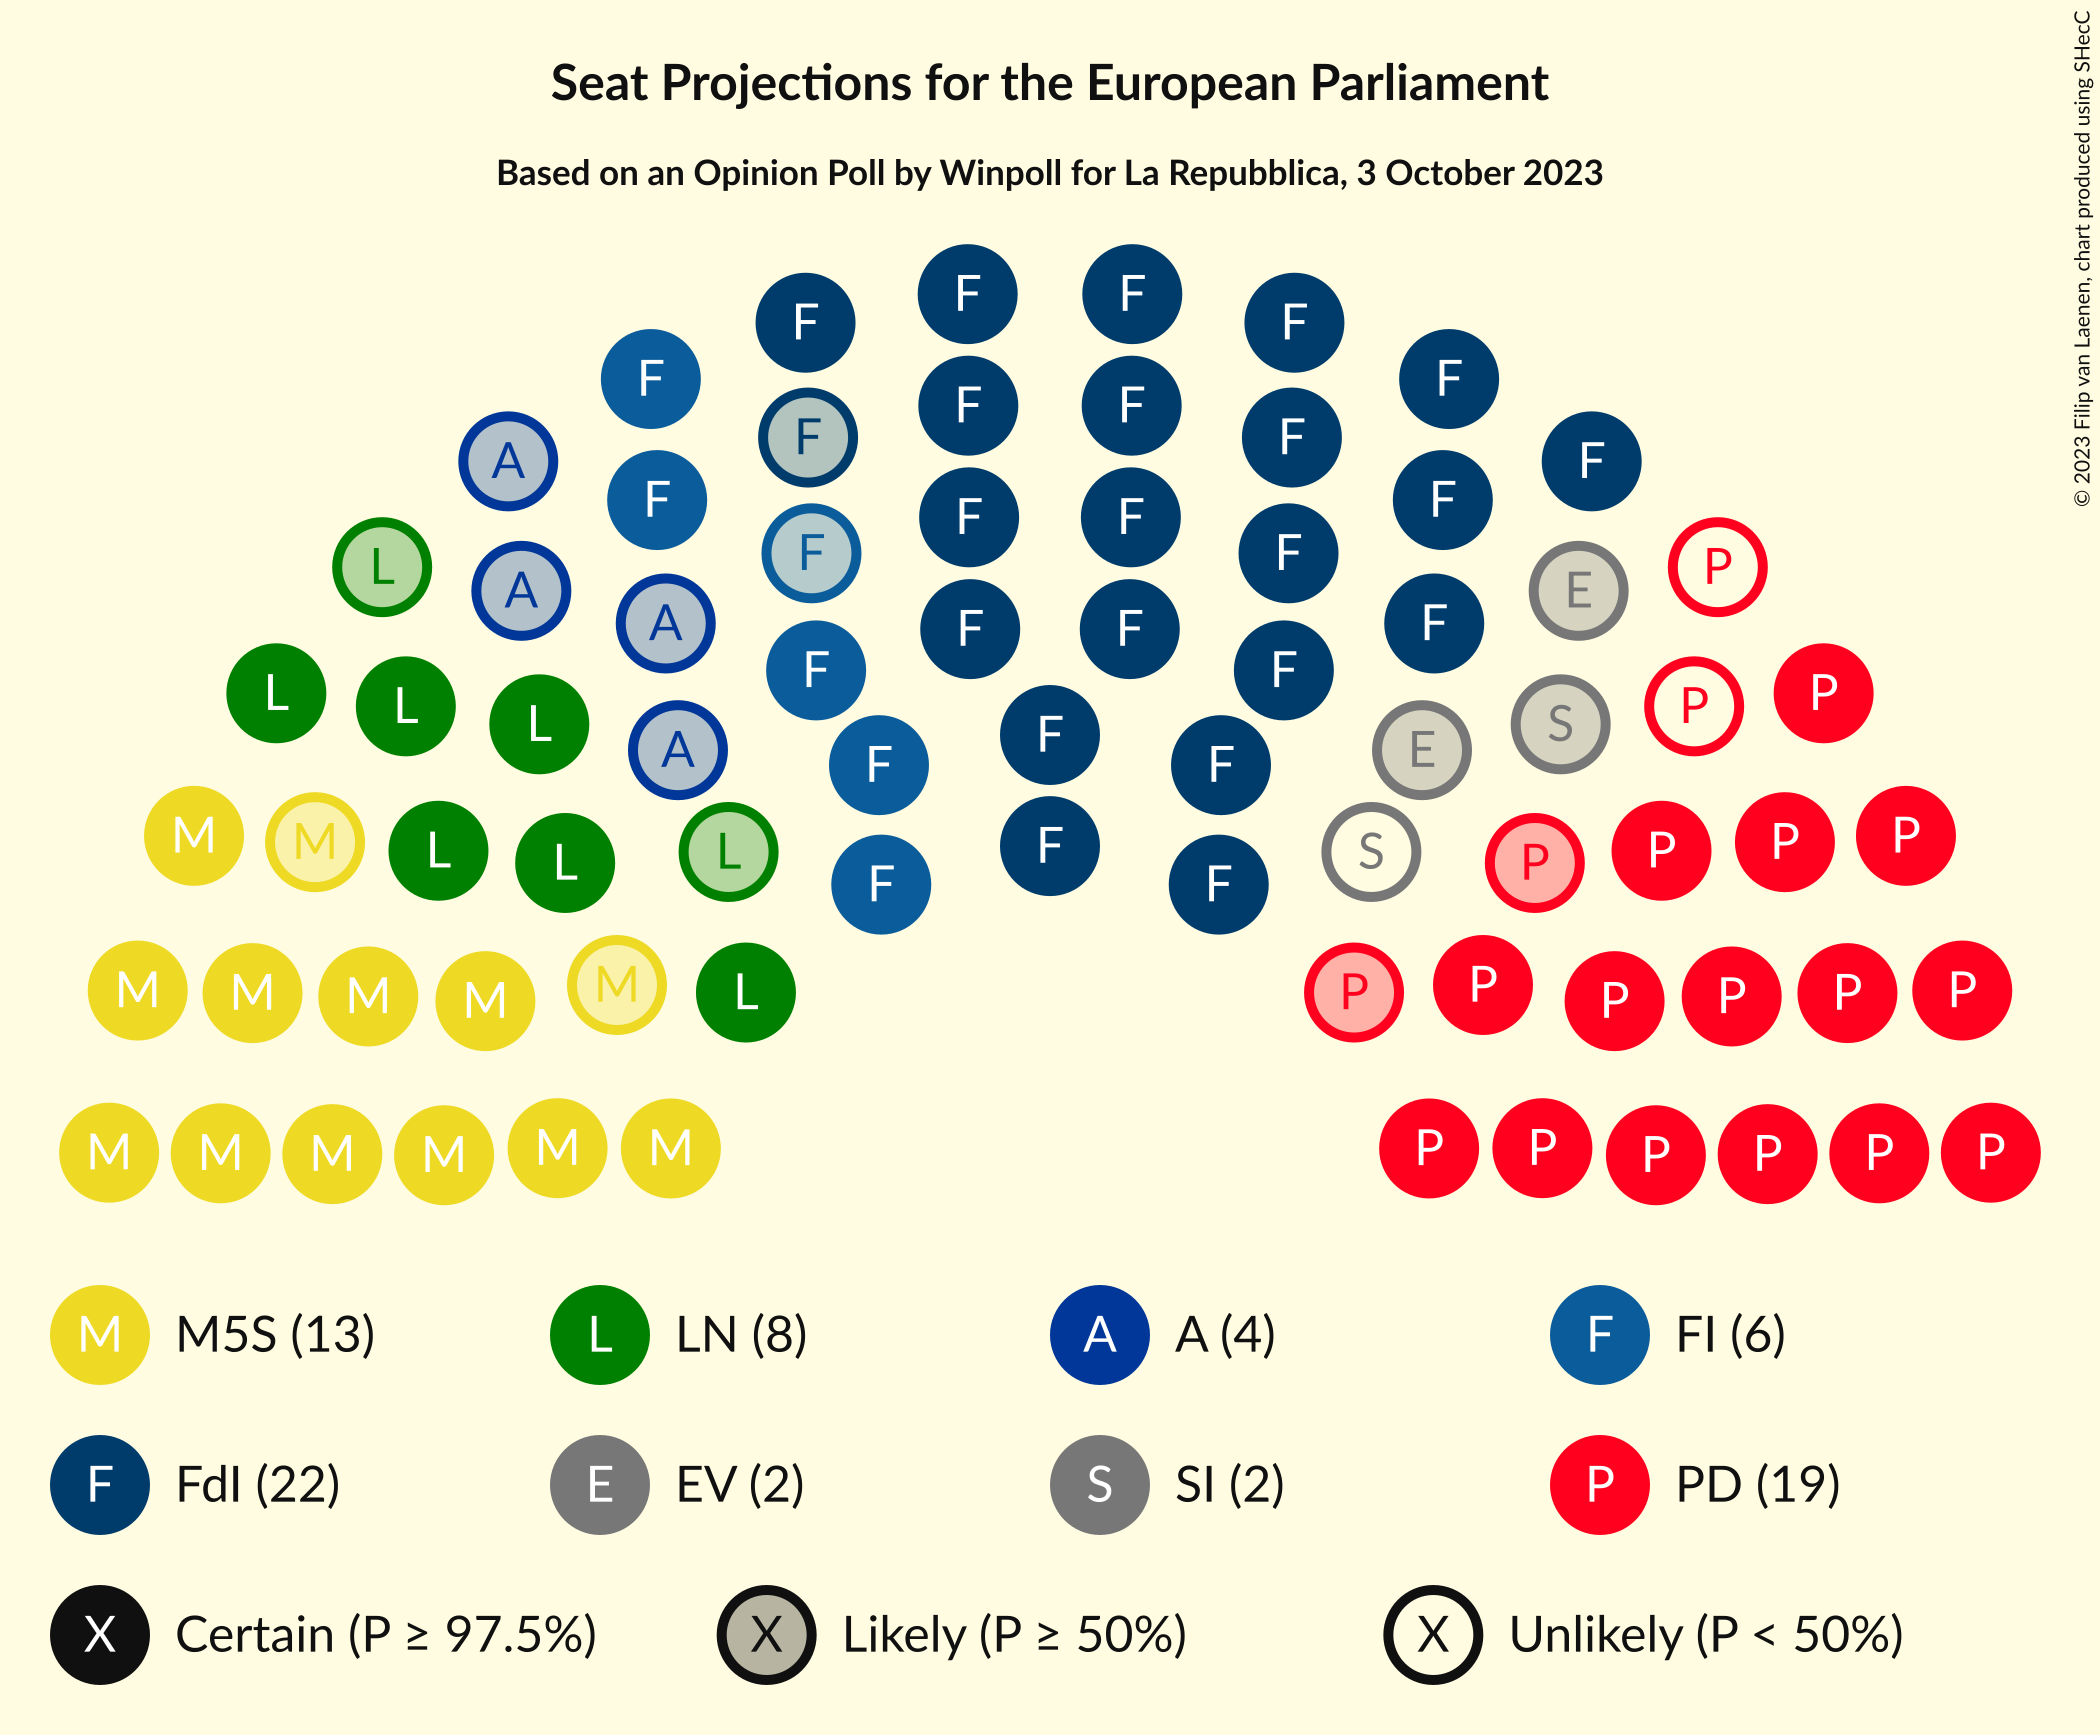 Seat Projections for the European Parliament
Based on an Opinion Poll by Winpoll for La Repubblica, 3 October 2023
© 2023 Filip van Laenen, chart produced using SHecC
F F
F F
F F
F F F F
F F
A F
F F
F F F F
L P
A F F E
A F F
L P
L P
L L S
A E
F F F F
F F
M P
M L L L S P P P
F F
M M M M M L P P P P P P
M M M M M M P P P P P P
M M5S (13) L LN (8) A A (4) F FI (6)
F FdI (22) E EV (2) S SI (2) P PD (19)
X Certain (P ≥ 97.5%) X Likely (P ≥ 50%) X Unlikely (P < 50%)